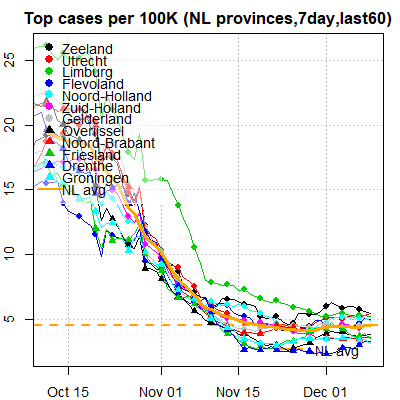 Top cases per 100K (NL provinces,7day,last60)
25
20
15
10
5
Zeeland
Utrecht
Limburg
Flevoland
Noord-Holland
Zuid-Holland
Gelderland
Overijssel
Noord-Brabant
Friesland
Drenthe
Groningen
NL avg
NL avg
Oct 15
Nov 01
Nov 15
Dec 01